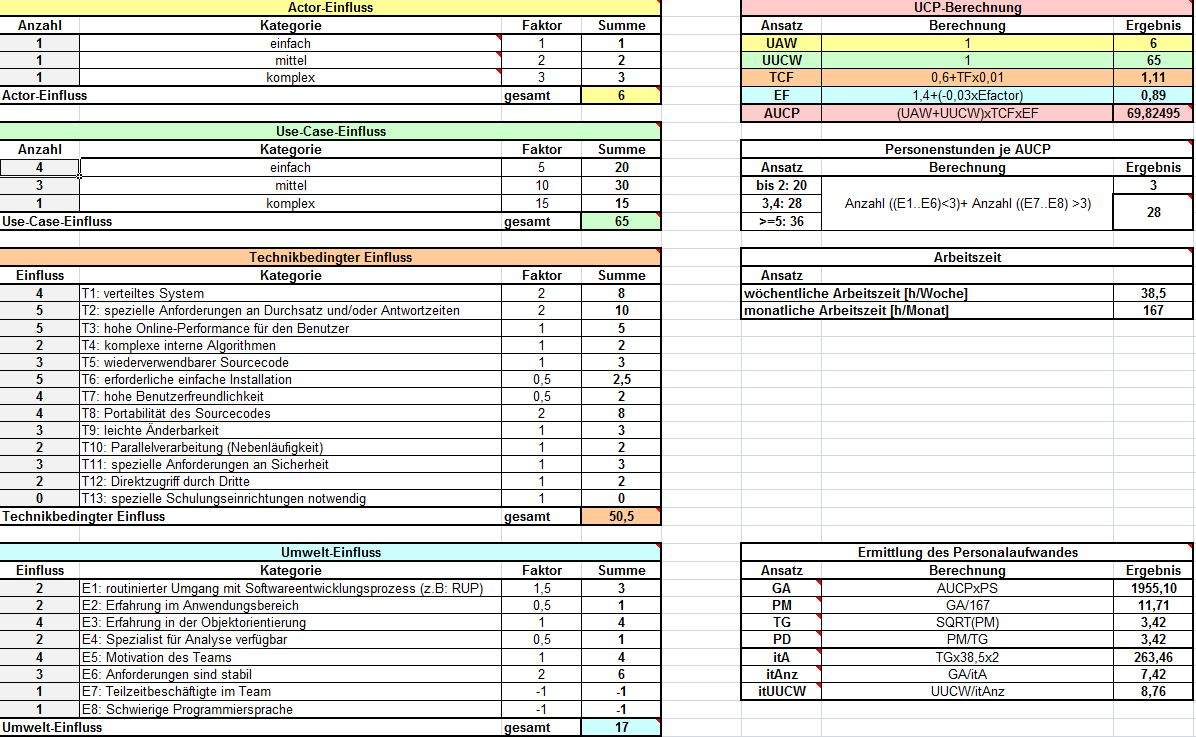 Actor-Einfluss
Anzahl Kategorie Faktor Summe
1 einfach 1 1
1 mittel 2 2
1 komplex 3 3
Actor-Einfluss gesamt 6
Use-Case-Einfluss
Anzahl Kategorie Faktor Summe
4 einfach 5 20
3 mittel 10 30
1 komplex 15 15
Use-Case-Einfluss gesamt 65
Technikbedingter Einfluss
Einfluss Kategorie Faktor Summe
4 T1: verteiltes System 2 8
5 T2: spezielle Anforderungen an Durchsatz und/oder Antwortzeiten 2 10
5 T3: hohe Online-Performance für den Benutzer 1 5
2 T4: komplexe interne Algorithmen 1 2
3 T5: wiederverwendbarer Sourcecode 1 3
5 T6: erforderliche einfache Installation 0,5 2,5
4 T7: hohe Benutzerfreundlichkeit 0,5 2
4 T8: Portabilität des Sourcecodes 2 8
3 T9: leichte Änderbarkeit 1 3
2 T10: Parallelverarbeitung (Nebenläufigkeit) 1 2
3 T11: spezielle Anforderungen an Sicherheit 1 3
2 T12: Direktzugriff durch Dritte 1 2
0 T13: spezielle Schulungseinrichtungen notwendig 1 0
Technikbedingter Einfluss gesamt 50,5
Umwelt-Einfluss
Einfluss Kategorie Faktor Summe
2 E1: routinierter Umgang mit Softwareentwicklungsprozess (z.B: RUP) 1,5 3
2 E2: Erfahrung im Anwendungsbereich 0,5 1
4 E3: Erfahrung in der Objektorientierung 1 4
2 E4: Spezialist für Analyse verfügbar 0,5 1
4 E5: Motivation des Teams 1 4
3 E6: Anforderungen sind stabil 2 6
1 E7: Teilzeitbeschäftigte im Team -1 -1
1 E8: Schwierige Programmiersprache -1 -1
Umwelt-Einfluss gesamt 17
UCP-Berechnung
Ansatz Berechnung Ergebnis
UAW 1 6
UUCW 1 65
TCF 0,6+TFx0,01 1,11
EF 1,4+(-0,03xEfactor) 0,89
AUCP (UAW+UUCW)xTCFxEF 69,82495
Personenstunden je AUCP
Ansatz Berechnung Ergebnis
bis 2: 20 3
3,4: 28 Anzahl ((E1..E6)<3)+ Anzahl ((E7..E8) >3) 28
>=5: 36
Arbeitszeit
Ansatz
wöchentliche Arbeitszeit [h/Woche] 38,5
monatliche Arbeitszeit [h/Monat] 167
Ermittlung des Personalaufwandes
Ansatz Berechnung Ergebnis
GA AUCPxPS 1955,10
PM GA/167 11,71
TG SQRT(PM) 3,42
PD PM/TG 3,42
itA TGx38,5x2 263,46
itAnz GA/itA 7,42
itUUCW UUCW/itAnz 8,76